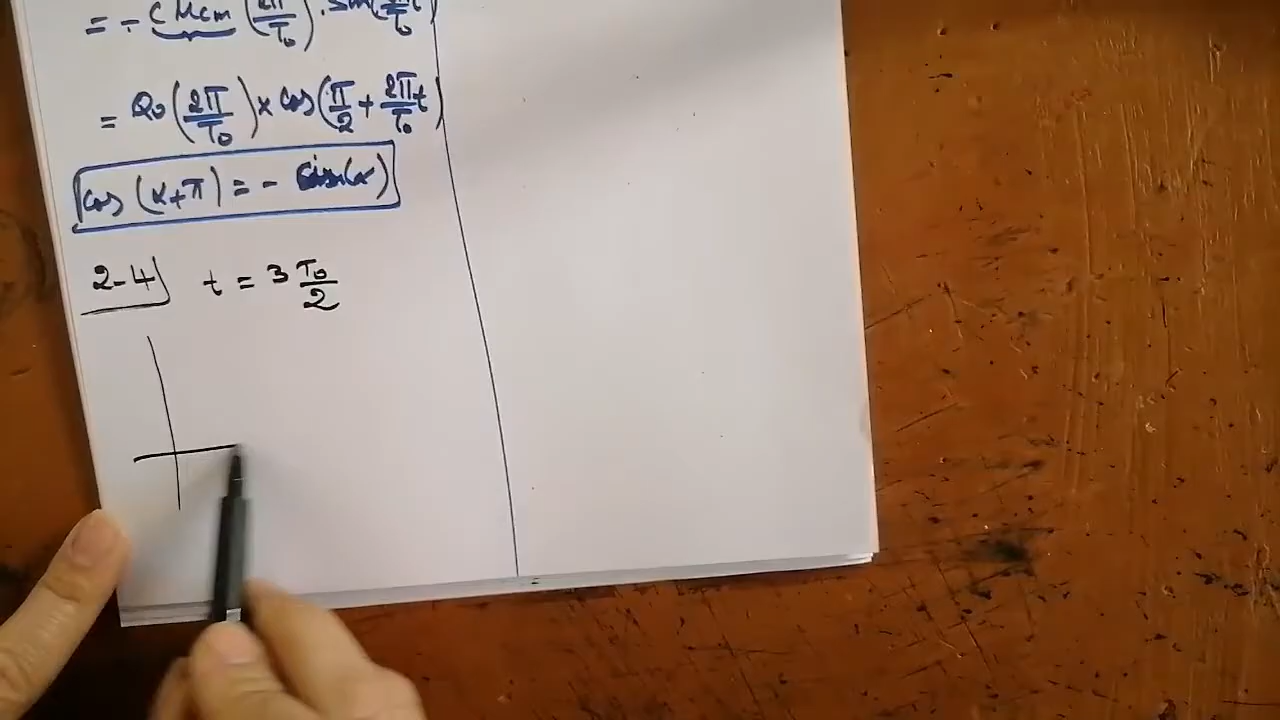 = - C Ucm (2π/T₀) . sin(2πt/T₀)
= Q₀ (2π/T₀) x cos(π/2 + 2π/T₀ t)
cos (x+π) = - sin(x)
2-4) t = 3 T₀/2